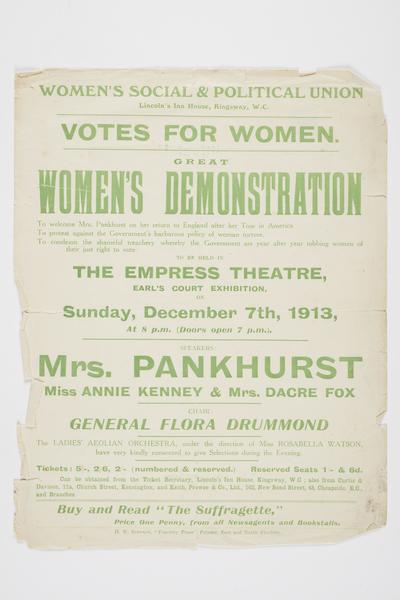 WOMEN'S SOCIAL & POLITICAL UNION
Lincoln's Inn House, Kingsway, W.C.
VOTES FOR WOMEN.
GREAT
WOMEN'S DEMONSTRATION
To welcome Mrs. Pankhurst on her return to England after her Tour in America.
To protest against the Government's barbarous policy of woman torture.
To condemn the shameful treachery whereby the Government are year after year robbing women of
their just right to vote
TO BE HELD IN
THE EMPRESS THEATRE,
EARL'S COURT EXHIBITION,
ON
Sunday, December 7th, 1913,
At 8 p.m. (Doors open 7 p.m.).
SPEAKERS:
Mrs. PANKHURST
Miss ANNIE KENNEY & Mrs. DACRE FOX
CHAIR:
GENERAL FLORA DRUMMOND
The LADIES' AEOLIAN ORCHESTRA, under the direction of Miss ROSABELLA WATSON,
have very kindly consented to give Selections during the Evening.
Tickets: 5/-, 2/6, 2/- (numbered & reserved.) Reserved Seats 1/- & 6d.
Can be obtained from the Ticket Secretary, Lincoln's Inn House, Kingsway, W.C.; also from Curtis &
Davison, 11a, Church Street, Kensington, and Keith, Prowse & Co., Ltd., 162, New Bond Street, 48, Cheapside, E.C.,
and Branches
Buy and Read "The Suffragette,"
Price One Penny, from all Newsagents and Bookstalls.